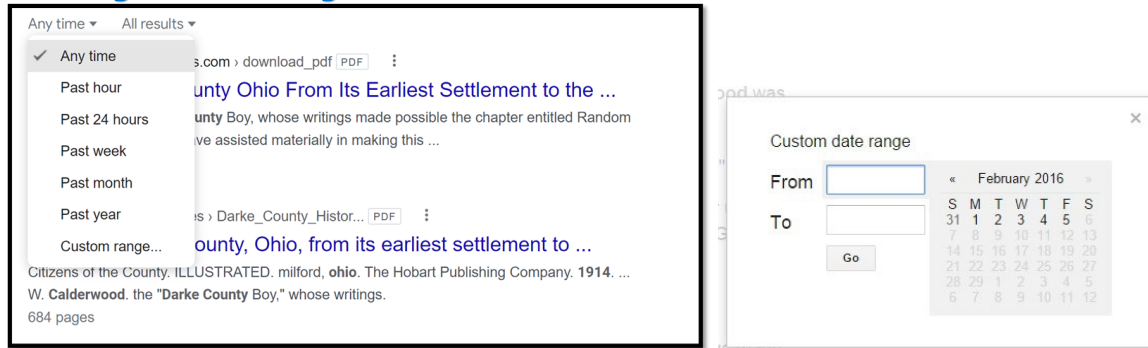 Any time ▾ All results ▾
✓ Any time
Past hour
Past 24 hours
Past week
Past month
Past year
Custom range...
s.com › download_pdf PDF ⋮
unty Ohio From Its Earliest Settlement to the ...
unty Boy, whose writings made possible the chapter entitled Random
ve assisted materially in making this ...
es › Darke_County_Histor... PDF ⋮
ounty, Ohio, from its earliest settlement to ...
Citizens of the County. ILLUSTRATED. milford, ohio. The Hobart Publishing Company. 1914. ...
W. Calderwood. the "Darke County Boy," whose writings.
684 pages
ood was
×
Custom date range
From
To
Go
« February 2016 »
S M T W T F S
31 1 2 3 4 5 6
7 8 9 10 11 12 13
14 15 16 17 18 19 20
21 22 23 24 25 26 27
28 29 1 2 3 4 5
6 7 8 9 10 11 12